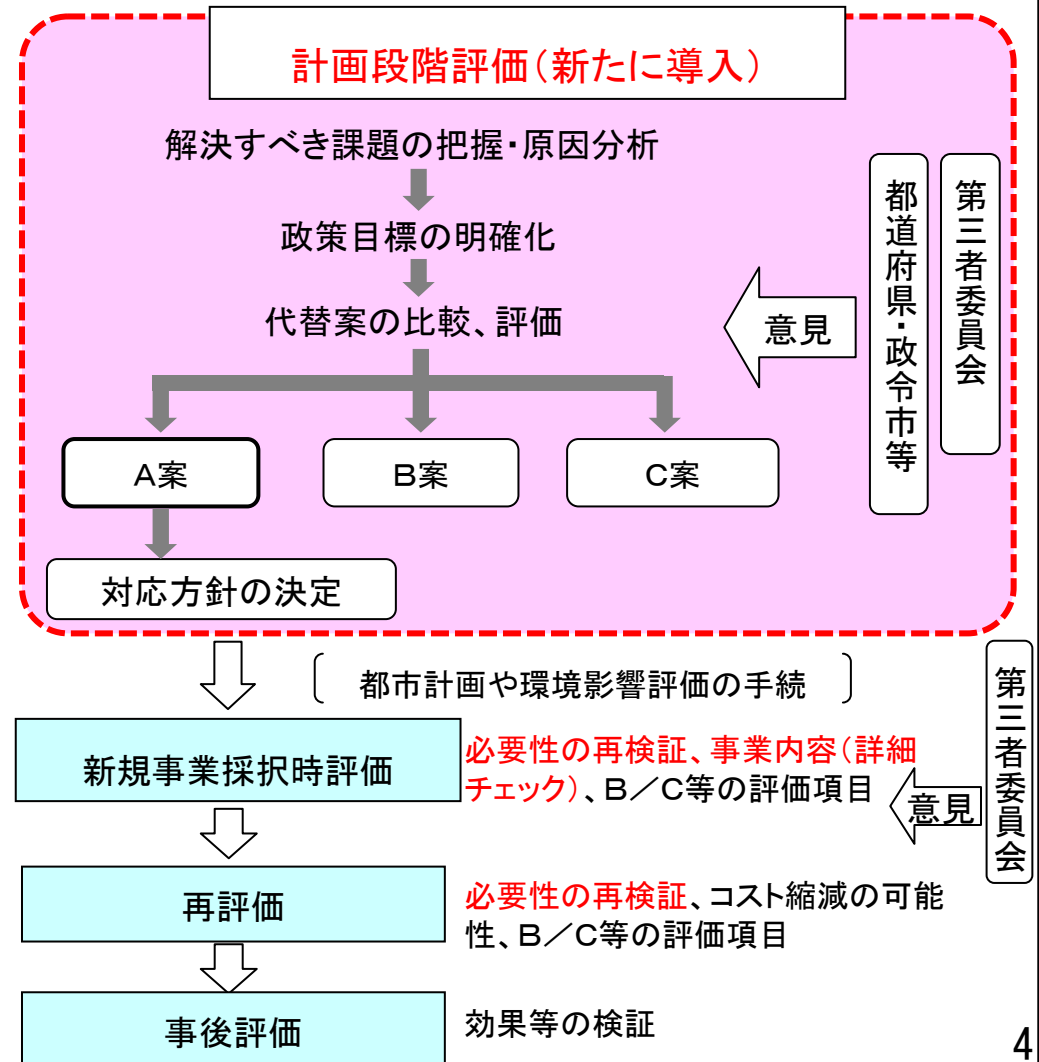 計画段階評価(新たに導入)
解決すべき課題の把握・原因分析
政策目標の明確化
代替案の比較、評価
意見
都道府県・政令市等
第三者委員会
A案
B案
C案
対応方針の決定
都市計画や環境影響評価の手続
新規事業採択時評価
必要性の再検証、事業内容(詳細
チェック)、B/C等の評価項目
意見
第三者委員会
再評価
必要性の再検証、コスト縮減の可能
性、B/C等の評価項目
事後評価
効果等の検証
4